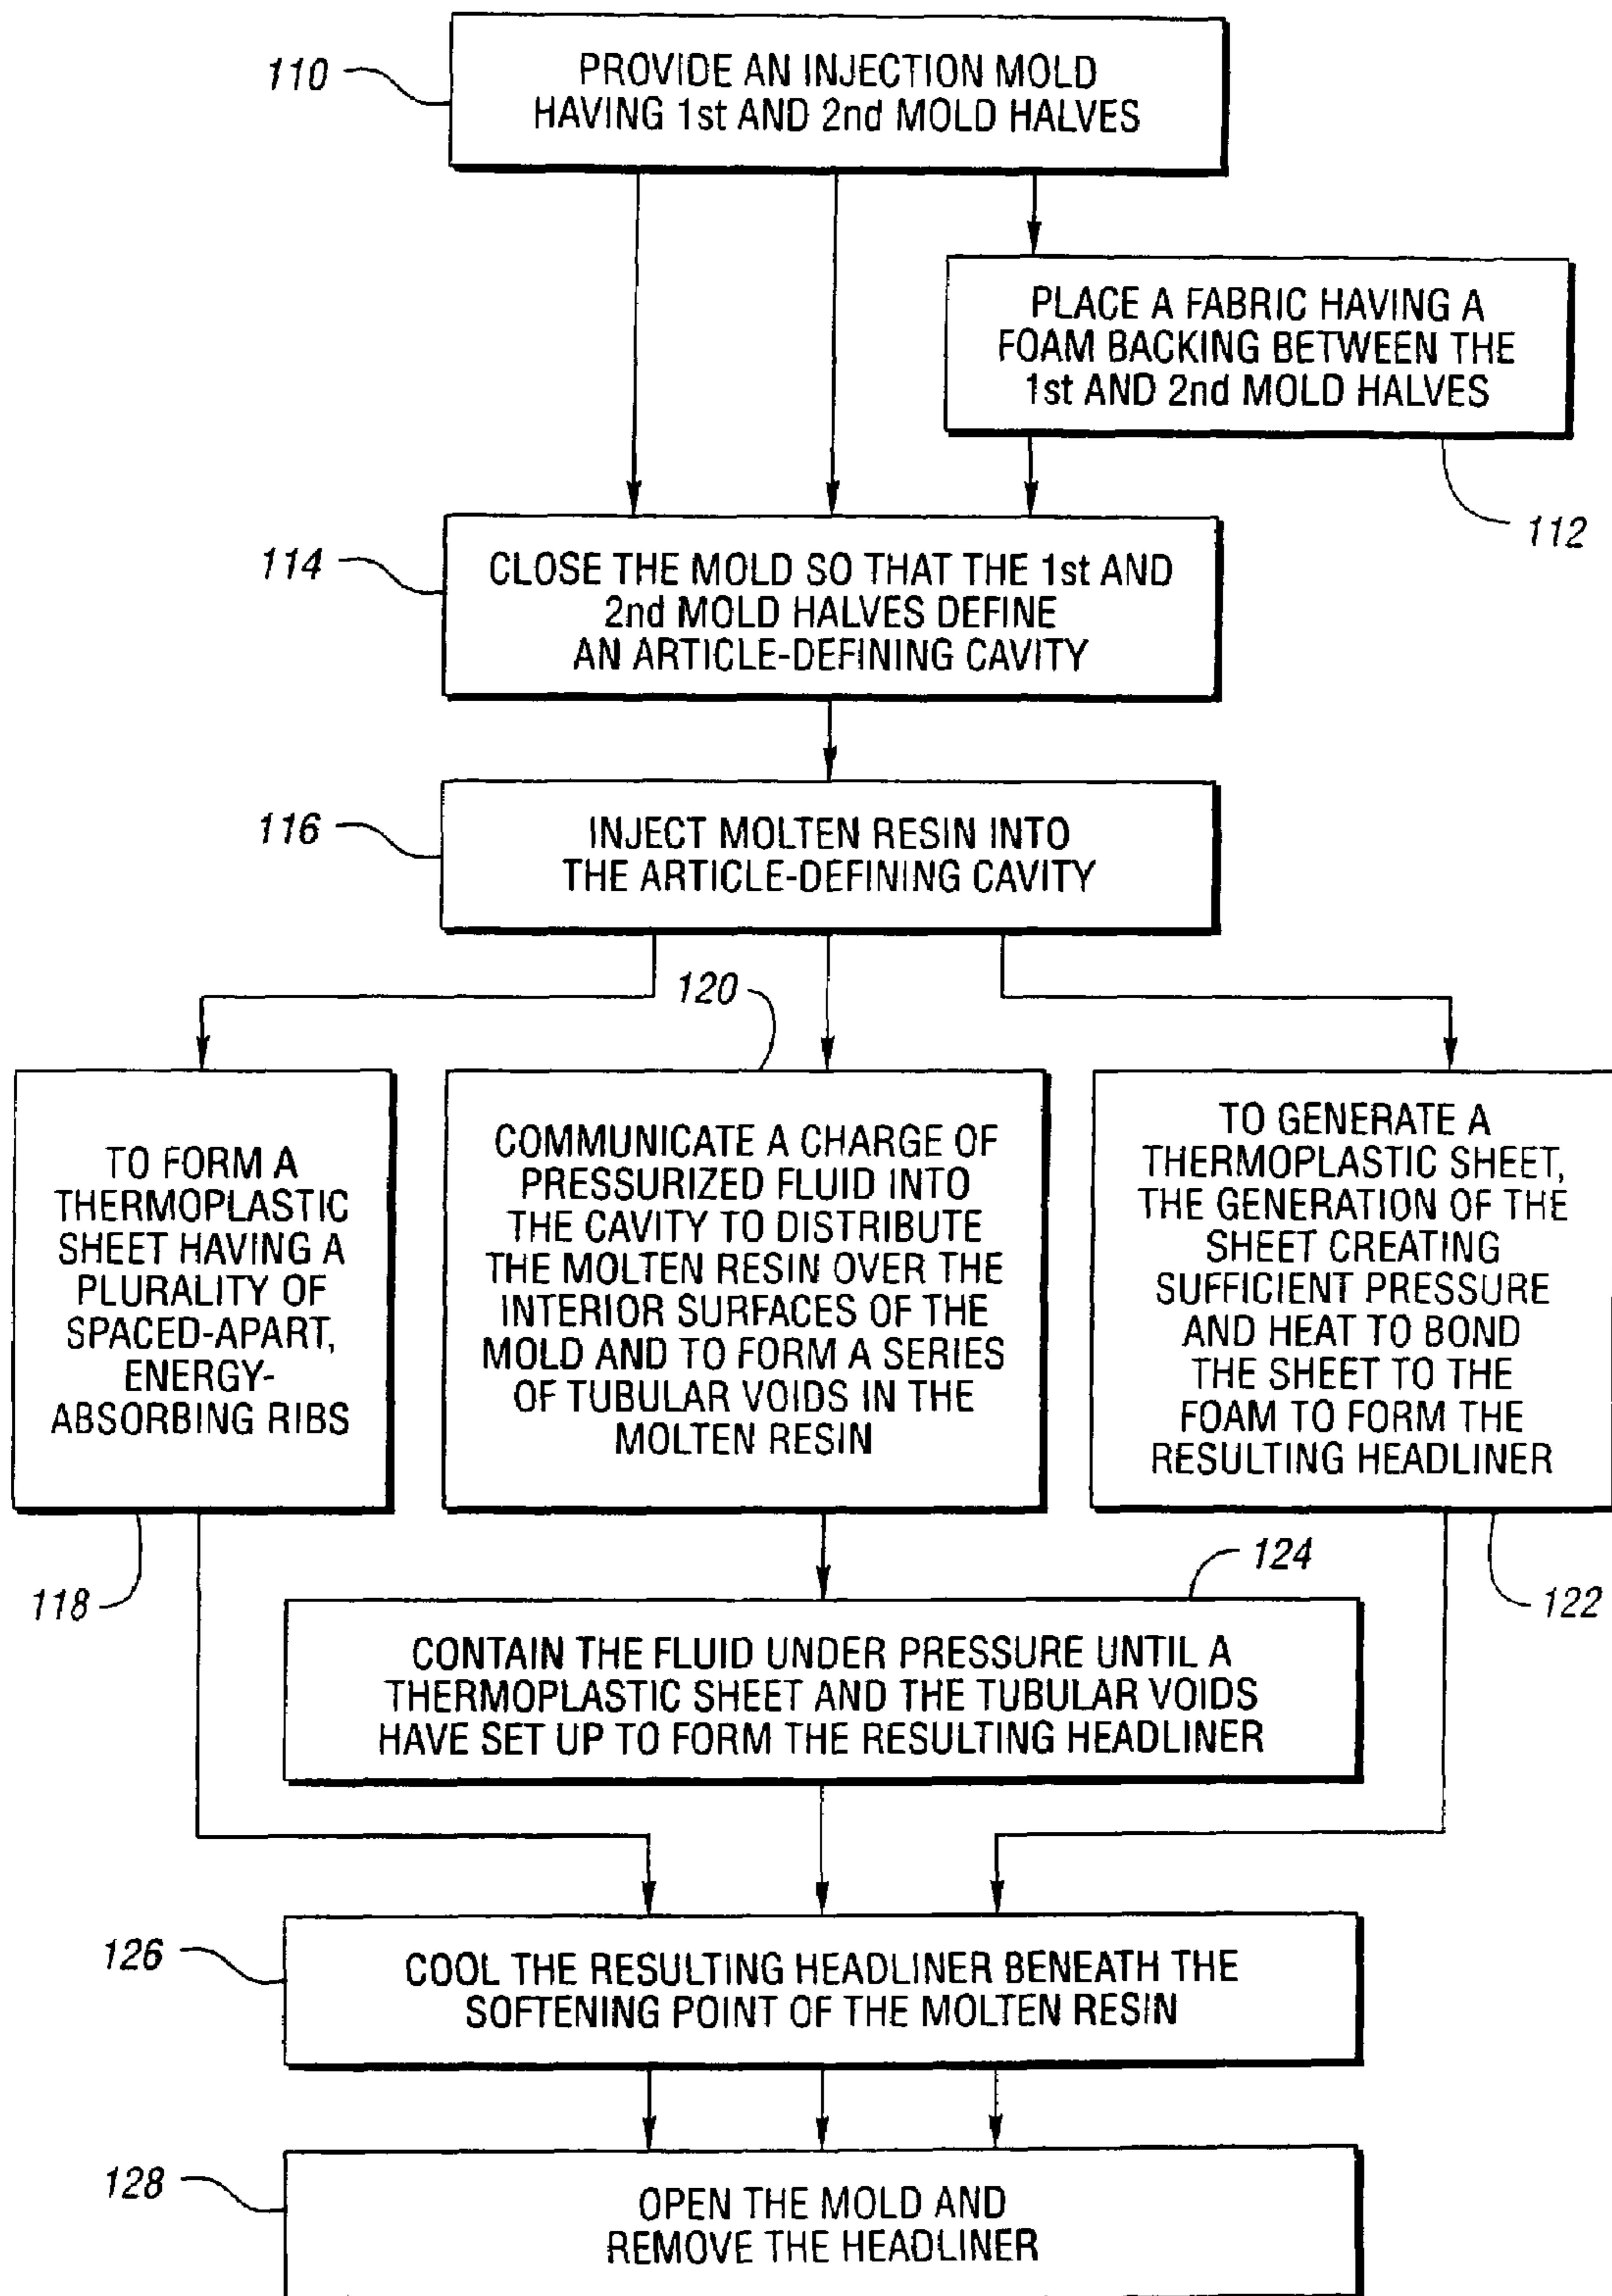 110
PROVIDE AN INJECTION MOLD
HAVING 1st AND 2nd MOLD HALVES
PLACE A FABRIC HAVING A
FOAM BACKING BETWEEN THE
1st AND 2nd MOLD HALVES
112
114
CLOSE THE MOLD SO THAT THE 1st AND
2nd MOLD HALVES DEFINE
AN ARTICLE-DEFINING CAVITY
116
INJECT MOLTEN RESIN INTO
THE ARTICLE-DEFINING CAVITY
TO FORM A
THERMOPLASTIC
SHEET HAVING A
PLURALITY OF
SPACED-APART,
ENERGY-
ABSORBING RIBS
118
120
COMMUNICATE A CHARGE OF
PRESSURIZED FLUID INTO
THE CAVITY TO DISTRIBUTE
THE MOLTEN RESIN OVER THE
INTERIOR SURFACES OF THE
MOLD AND TO FORM A SERIES
OF TUBULAR VOIDS IN THE
MOLTEN RESIN
TO GENERATE A
THERMOPLASTIC SHEET,
THE GENERATION OF THE
SHEET CREATING
SUFFICIENT PRESSURE
AND HEAT TO BOND
THE SHEET TO THE
FOAM TO FORM THE
RESULTING HEADLINER
122
124
CONTAIN THE FLUID UNDER PRESSURE UNTIL A
THERMOPLASTIC SHEET AND THE TUBULAR VOIDS
HAVE SET UP TO FORM THE RESULTING HEADLINER
126
COOL THE RESULTING HEADLINER BENEATH THE
SOFTENING POINT OF THE MOLTEN RESIN
128
OPEN THE MOLD AND
REMOVE THE HEADLINER